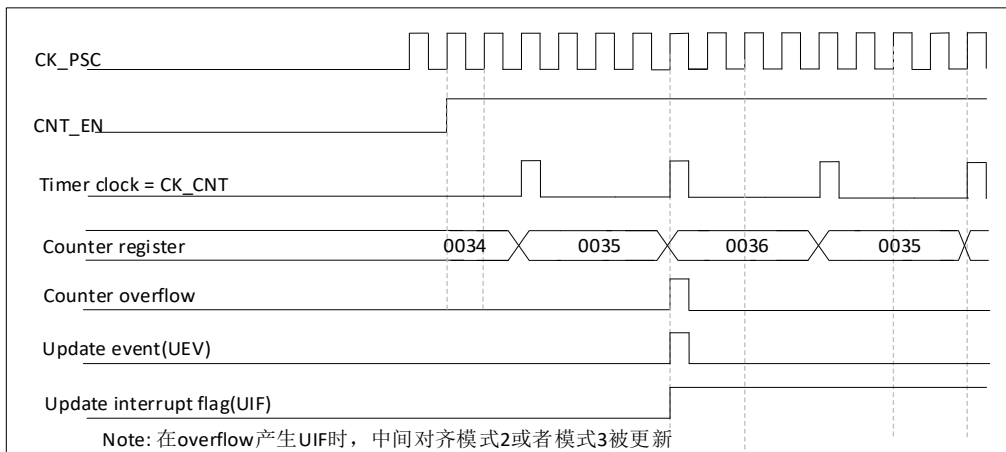 CK_PSC
CNT_EN
Timer clock = CK_CNT
Counter register 0034 0035 0036 0035
Counter overflow
Update event(UEV)
Update interrupt flag(UIF)
Note: 在overflow产生UIF时，中间对齐模式2或者模式3被更新